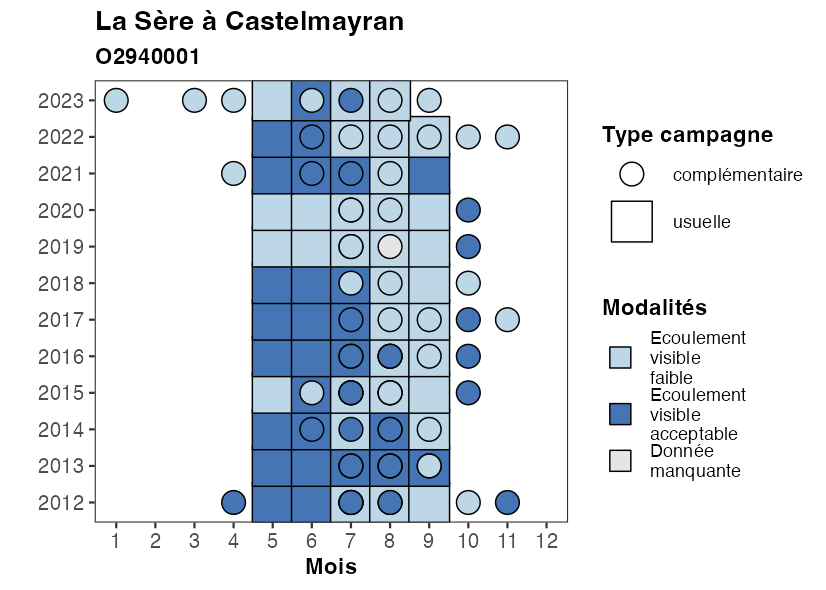 La Sère à Castelmayran
O2940001
2023
2022
2021
2020
2019
2018
2017
2016
2015
2014
2013
2012
1 2 3 4 5 6 7 8 9 10 11 12
Mois
Type campagne
complémentaire
usuelle
Modalités
Ecoulement
visible
faible
Ecoulement
visible
acceptable
Donnée
manquante